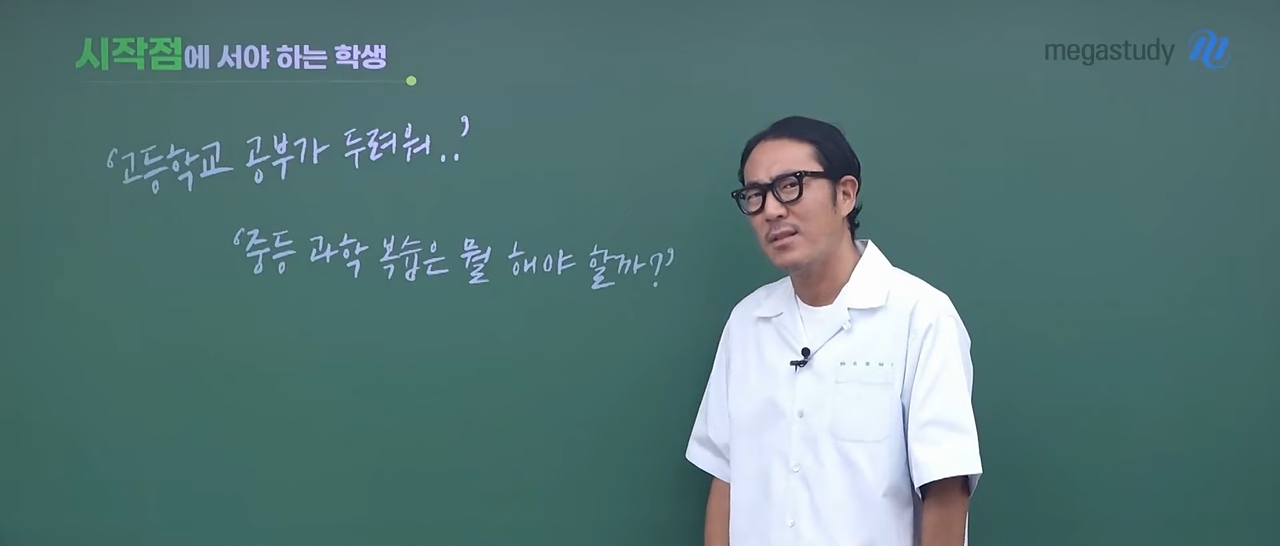 시작점에 서야 하는 학생
megastudy
'고등학교 공부가 두려워..'
'중등 과학 복습은 뭘 해야 할까?'
MARNI